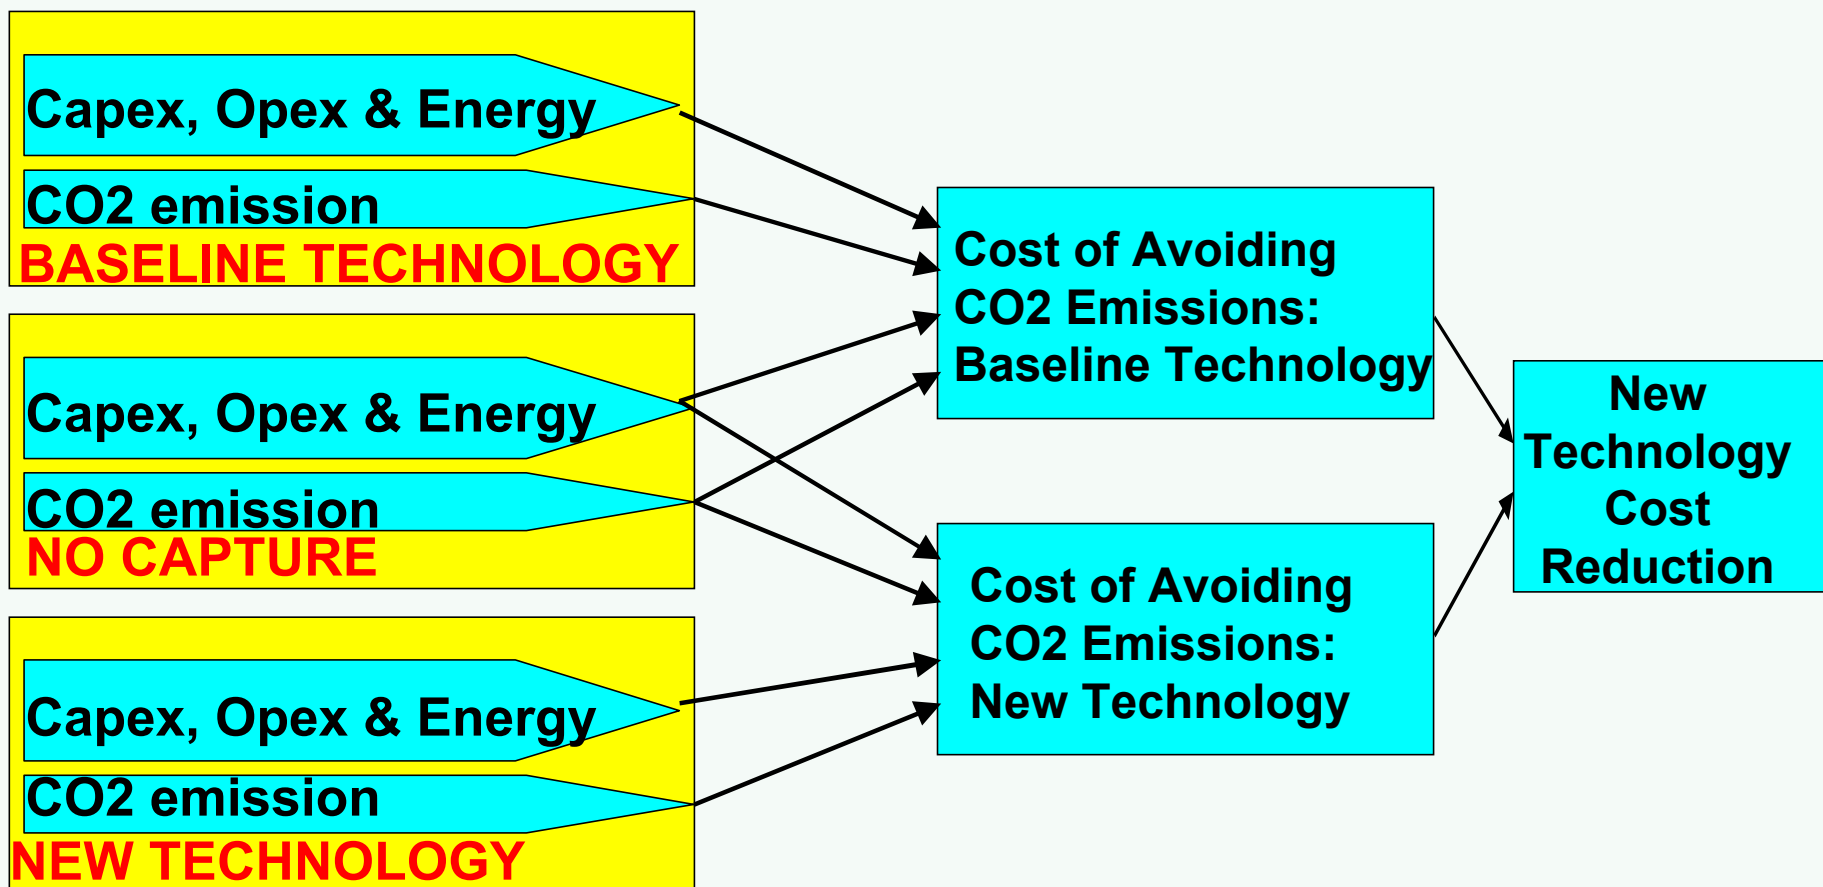 Capex, Opex & Energy
CO2 emission
BASELINE TECHNOLOGY
Capex, Opex & Energy
CO2 emission
NO CAPTURE
Capex, Opex & Energy
CO2 emission
NEW TECHNOLOGY
Cost of Avoiding
CO2 Emissions:
Baseline Technology
Cost of Avoiding
CO2 Emissions:
New Technology
New
Technology
Cost
Reduction